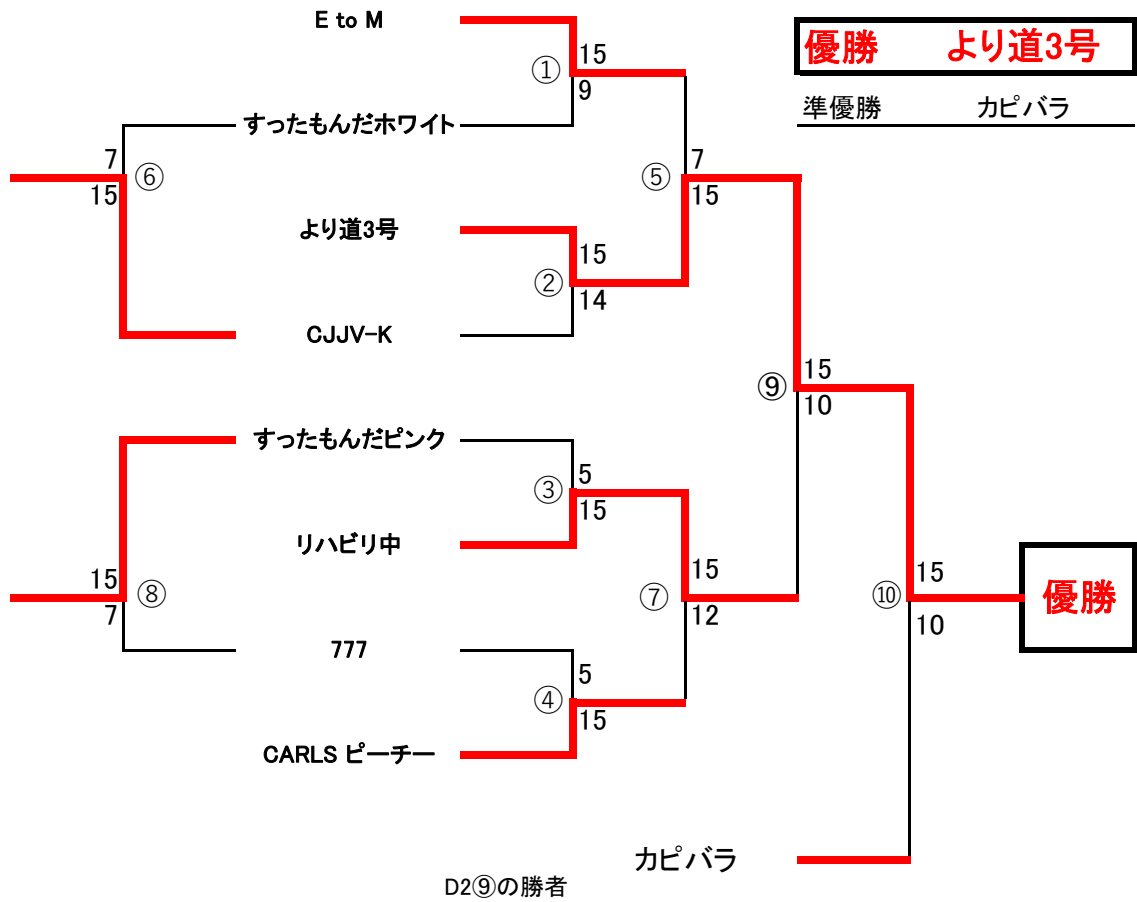 E to M
優勝 より道3号
15
①
9
準優勝 カピバラ
すったもんだホワイト
7
⑥
15
7
⑤
15
より道3号
15
②
14
CJJV-K
15
⑨
10
すったもんだピンク
5
③
15
リハビリ中
15
⑧
7
15
⑦
12
15
⑩
10
優勝
777
5
④
15
CARLS ピーチー
カピバラ
D2⑨の勝者